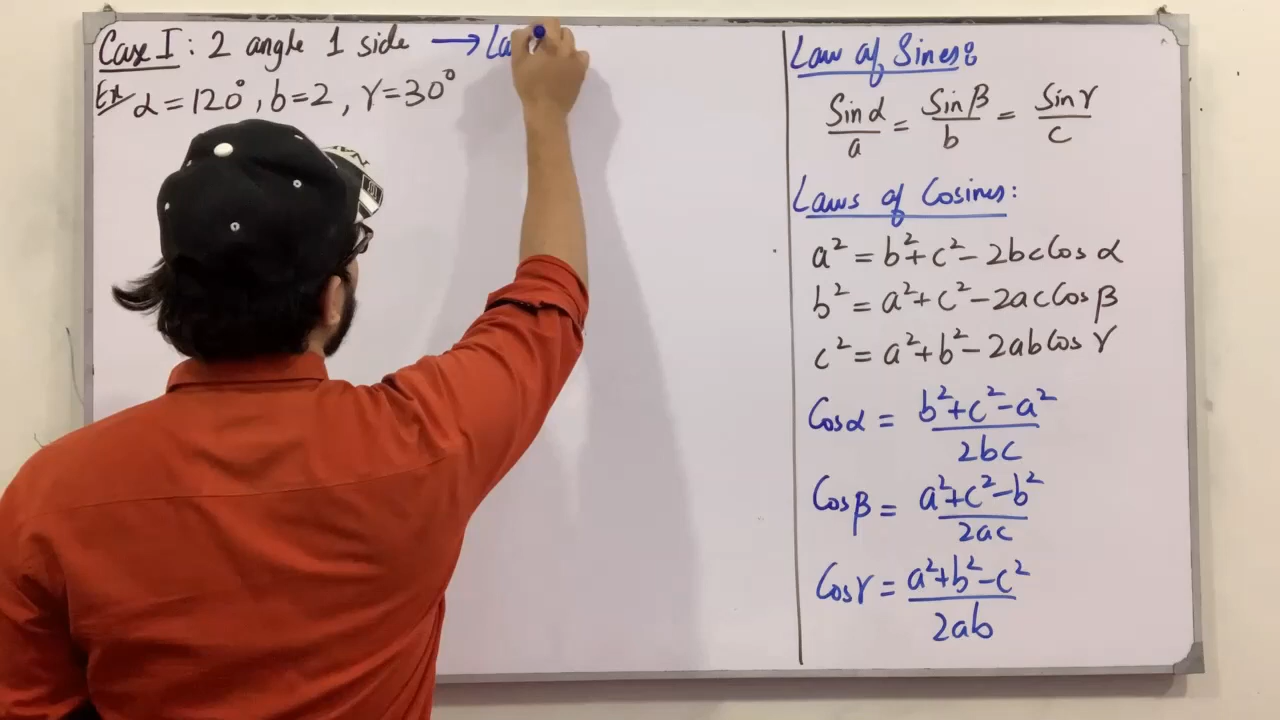 Case I : 2 angle 1 side → La
Ex α = 120°, b = 2, γ = 30°
Law of Sines:
Sin α / a = Sin β / b = Sin γ / c
Laws of Cosines:
a² = b² + c² - 2bc Cos α
b² = a² + c² - 2ac Cos β
c² = a² + b² - 2ab Cos γ
Cos α = b² + c² - a² / 2bc
Cos β = a² + c² - b² / 2ac
Cos γ = a² + b² - c² / 2ab